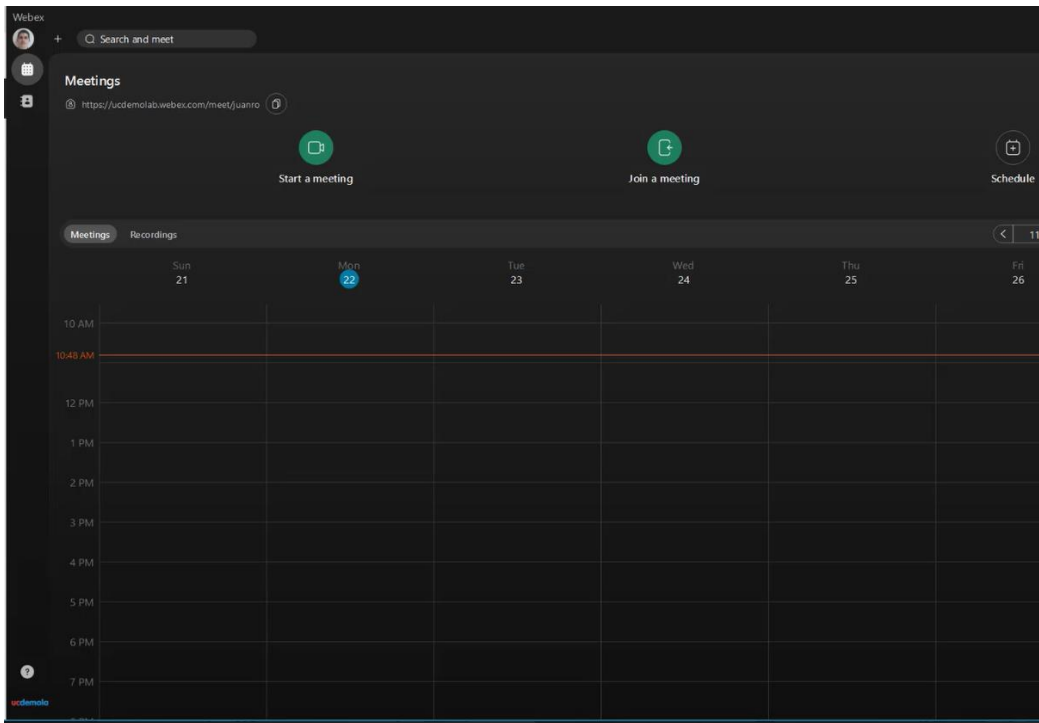 Webex
Search and meet
Meetings
https://ucdemolab.webex.com/meet/juanro
Start a meeting
Join a meeting
Schedule
Meetings Recordings
11
Sun Mon Tue Wed Thu Fri
21 22 23 24 25 26
10 AM
10:48 AM
12 PM
1 PM
2 PM
3 PM
4 PM
5 PM
6 PM
?
7 PM
ucdemola